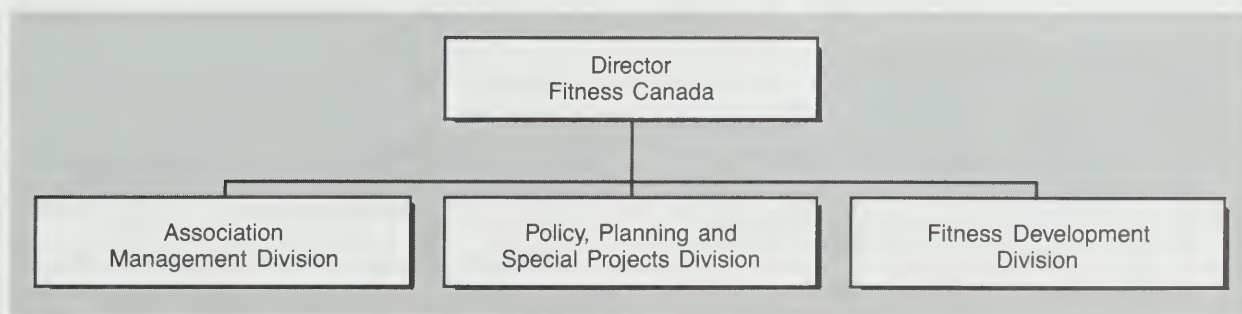 Director
Fitness Canada
Association
Management Division
Policy, Planning and
Special Projects Division
Fitness Development
Division